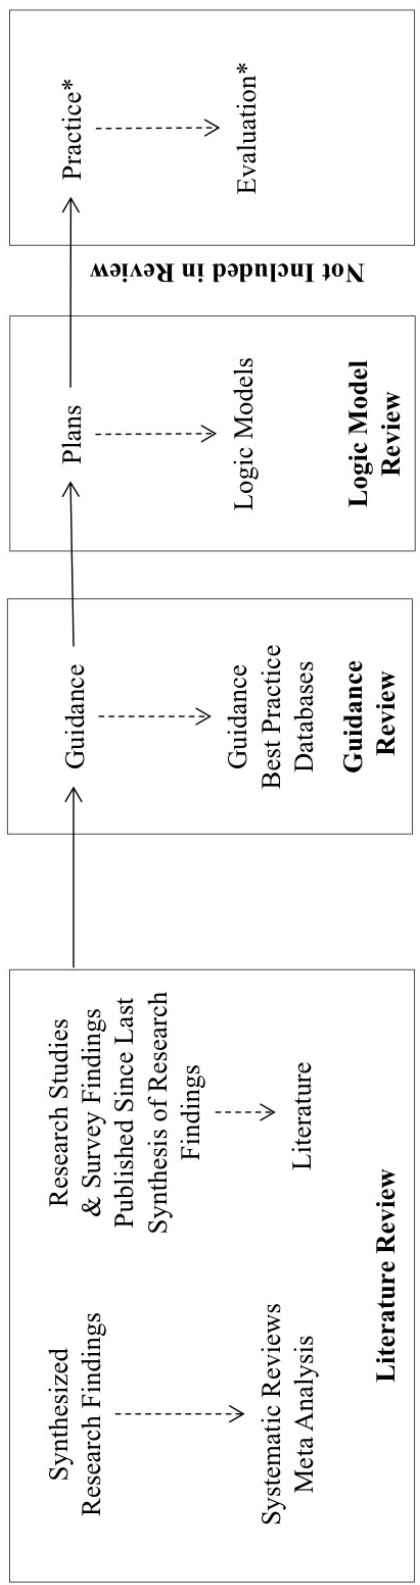 Synthesized
Research Findings
Systematic Reviews
Meta Analysis
Research Studies
& Survey Findings
Published Since Last
Synthesis of Research
Findings
Literature
Literature Review
Guidance
Guidance
Best Practice
Databases
Guidance
Review
Plans
Logic Models
Logic Model
Review
Not Included in Review
Practice*
Evaluation*